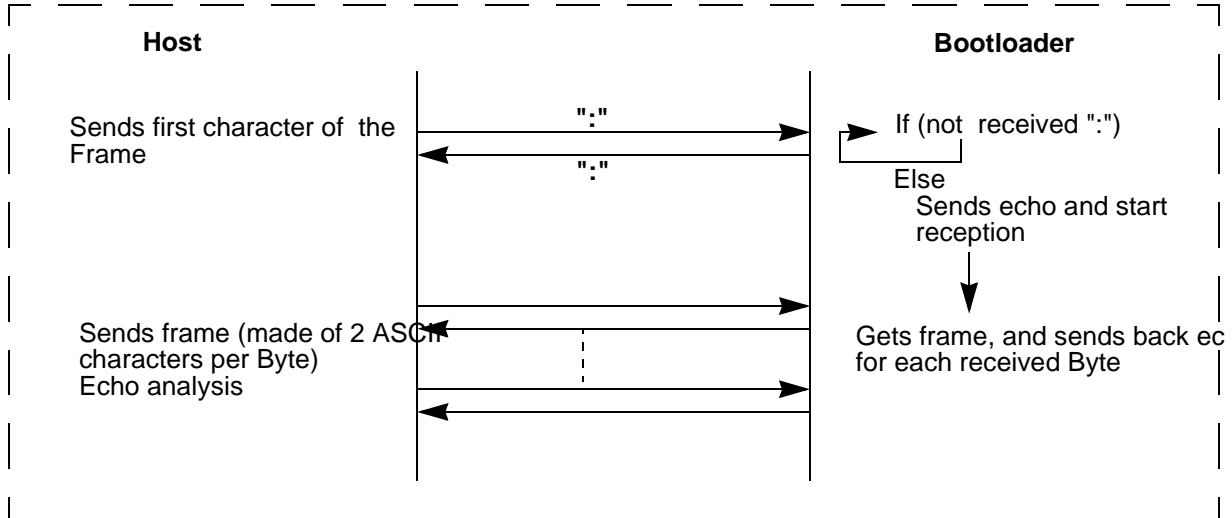 Host
Bootloader
Sends first character of the
Frame
":"
":"
If (not received ":")
Else
Sends echo and start
reception
Sends frame (made of 2 ASCII
characters per Byte)
Echo analysis
Gets frame, and sends back ec
for each received Byte